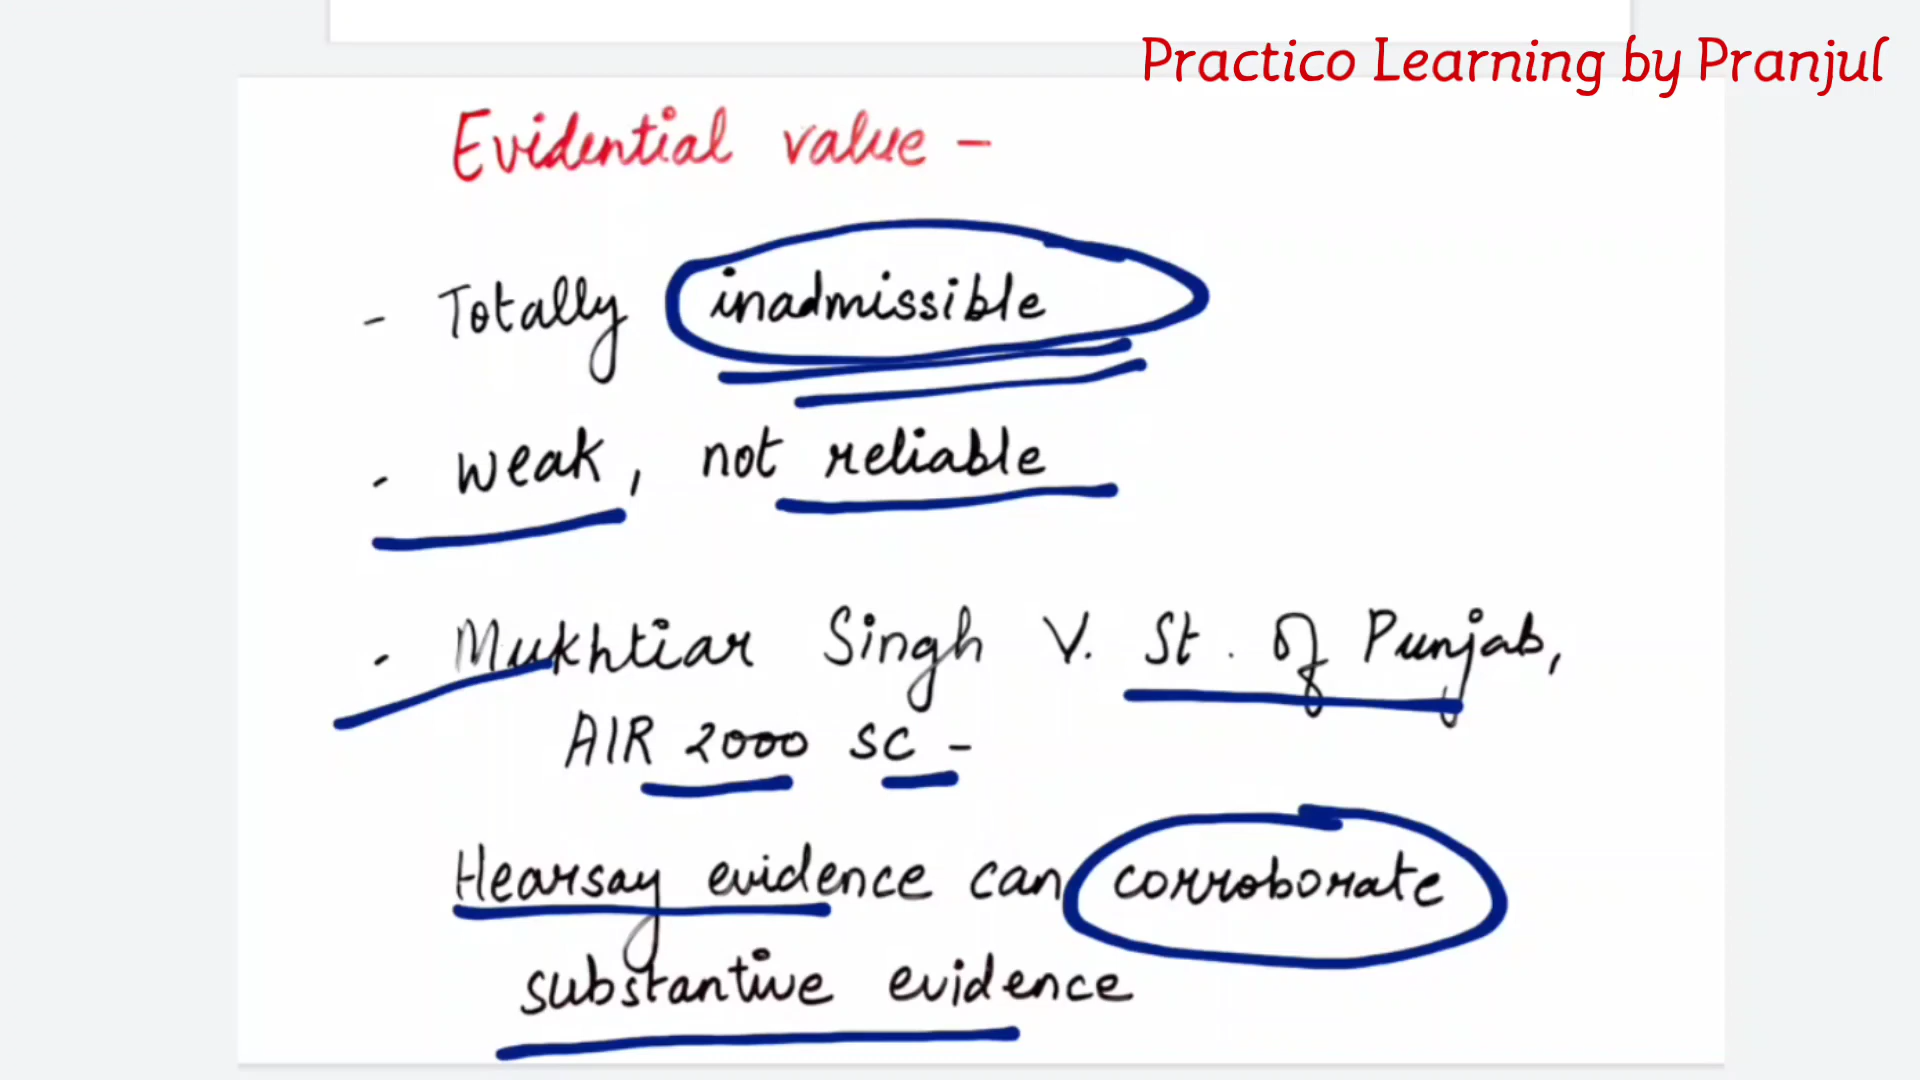 Practico Learning by Pranjul
Evidential value -
- Totally inadmissible
- weak, not reliable
- Mukhtiar Singh V. St. of Punjab,
AIR 2000 SC -
Hearsay evidence can corroborate
substantive evidence